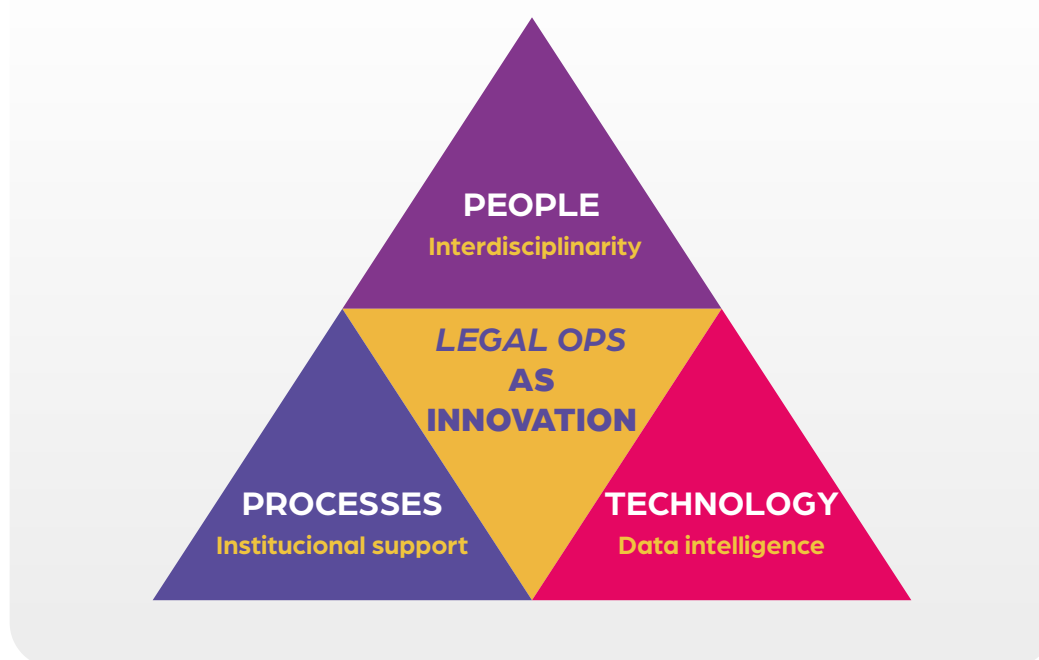 PEOPLE
Interdisciplinarity
LEGAL OPS
AS
INNOVATION
PROCESSES
Institucional support
TECHNOLOGY
Data intelligence